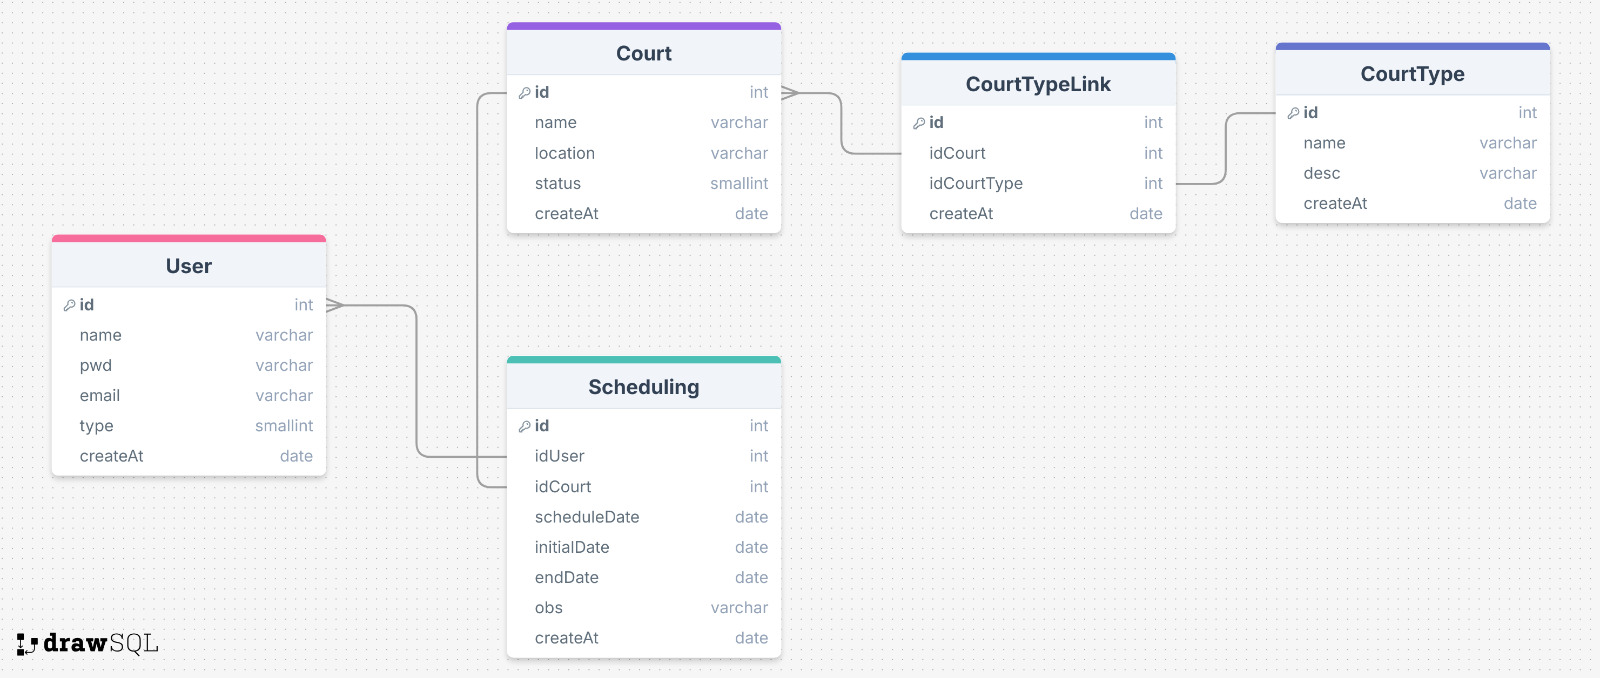 Court
id int
name varchar
location varchar
status smallint
createAt date
CourtTypeLink
id int
idCourt int
idCourtType int
createAt date
CourtType
id int
name varchar
desc varchar
createAt date
User
id int
name varchar
pwd varchar
email varchar
type smallint
createAt date
Scheduling
id int
idUser int
idCourt int
scheduleDate date
initialDate date
endDate date
obs varchar
createAt date
drawSQL